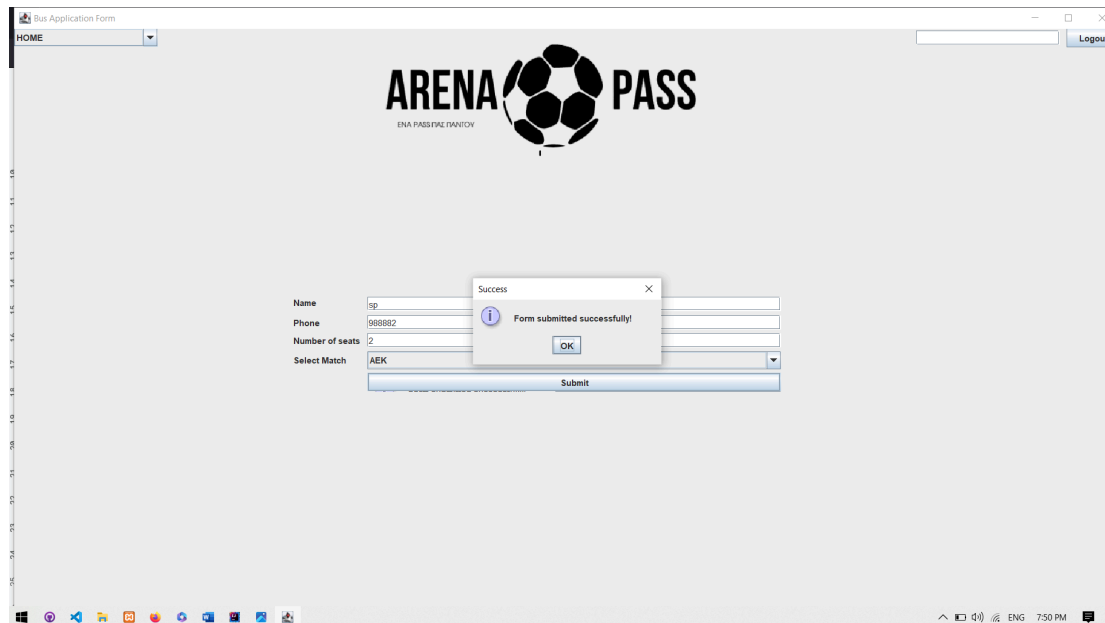 Bus Application Form
HOME
Logou
ARENA PASS
ΕΝΑ PASS ΠΑΣ ΠΑΝΤΟΥ
Success
Form submitted successfully!
OK
Name sp
Phone 988882
Number of seats 2
Select Match AEK
Submit
ENG 7:50 PM